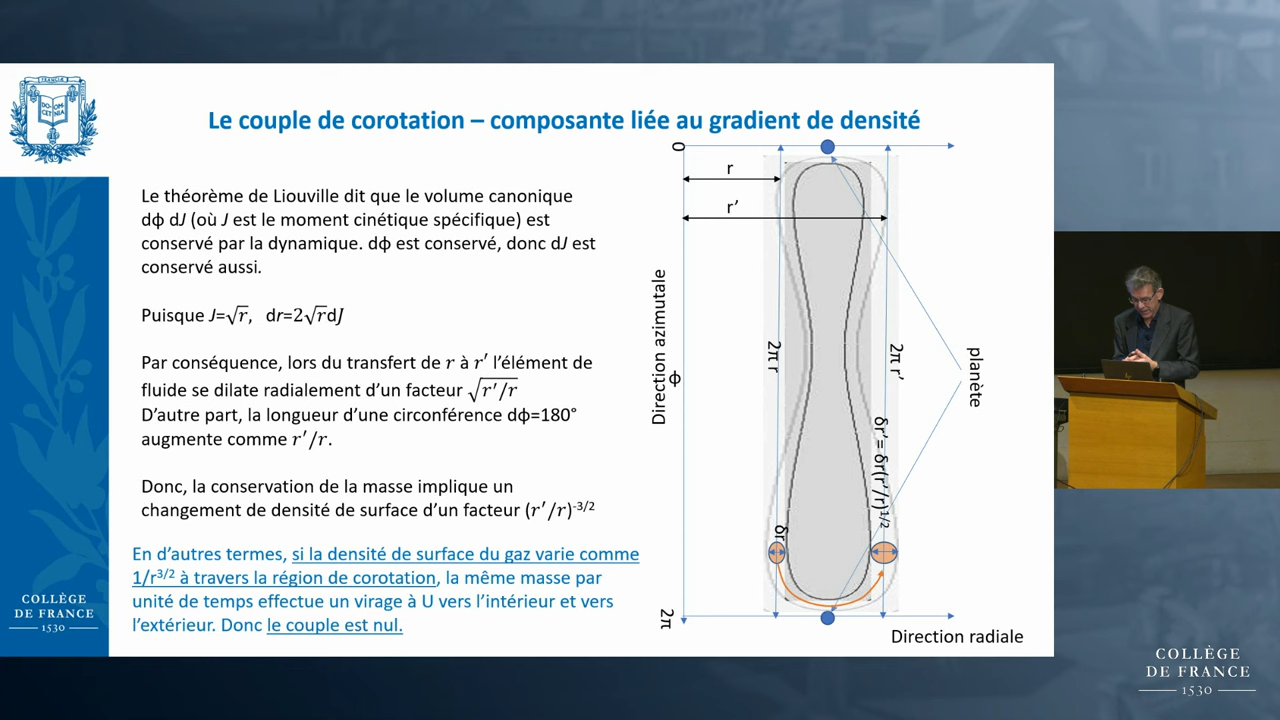 Le couple de corotation – composante liée au gradient de densité
Le théorème de Liouville dit que le volume canonique
dϕ dJ (où J est le moment cinétique spécifique) est
conservé par la dynamique. dϕ est conservé, donc dJ est
conservé aussi.
Puisque J=√r, dr=2√rdJ
Par conséquence, lors du transfert de r à r′ l’élément de
fluide se dilate radialement d’un facteur √r′/r
D’autre part, la longueur d’une circonférence dϕ=180°
augmente comme r′/r.
Donc, la conservation de la masse implique un
changement de densité de surface d’un facteur (r′/r)-3/2
En d’autres termes, si la densité de surface du gaz varie comme
1/r3/2 à travers la région de corotation, la même masse par
unité de temps effectue un virage à U vers l’intérieur et vers
l’extérieur. Donc le couple est nul.
0
r
r’
Direction azimutale
ϕ
2π r
2π r’
planète
δr
δr’= δr(r’/r)1/2
2π
Direction radiale
COLLÈGE
DE FRANCE
1530
COLLÈGE
DE FRANCE
1530